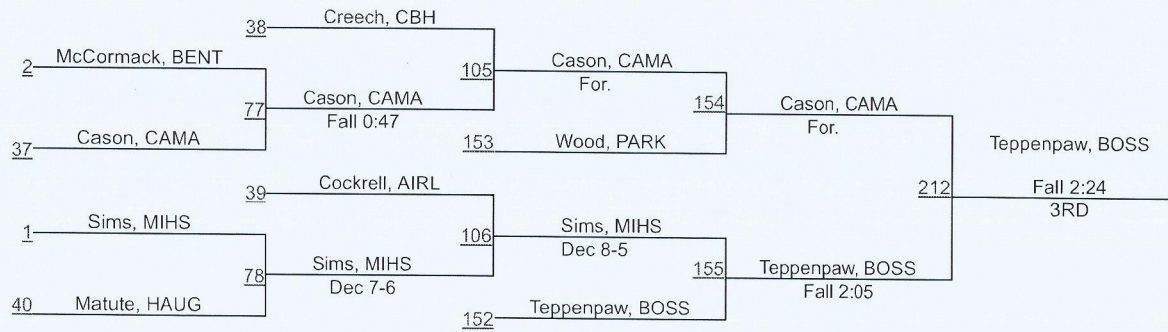 38 Creech, CBH
2 McCormack, BENT
105 Cason, CAMA
For.
77 Cason, CAMA
Fall 0:47
154 Cason, CAMA
For.
37 Cason, CAMA
153 Wood, PARK
Teppenpaw, BOSS
39 Cockrell, AIRL
212 Fall 2:24
3RD
1 Sims, MIHS
106 Sims, MIHS
Dec 8-5
78 Sims, MIHS
Dec 7-6
155 Teppenpaw, BOSS
Fall 2:05
40 Matute, HAUG
152 Teppenpaw, BOSS